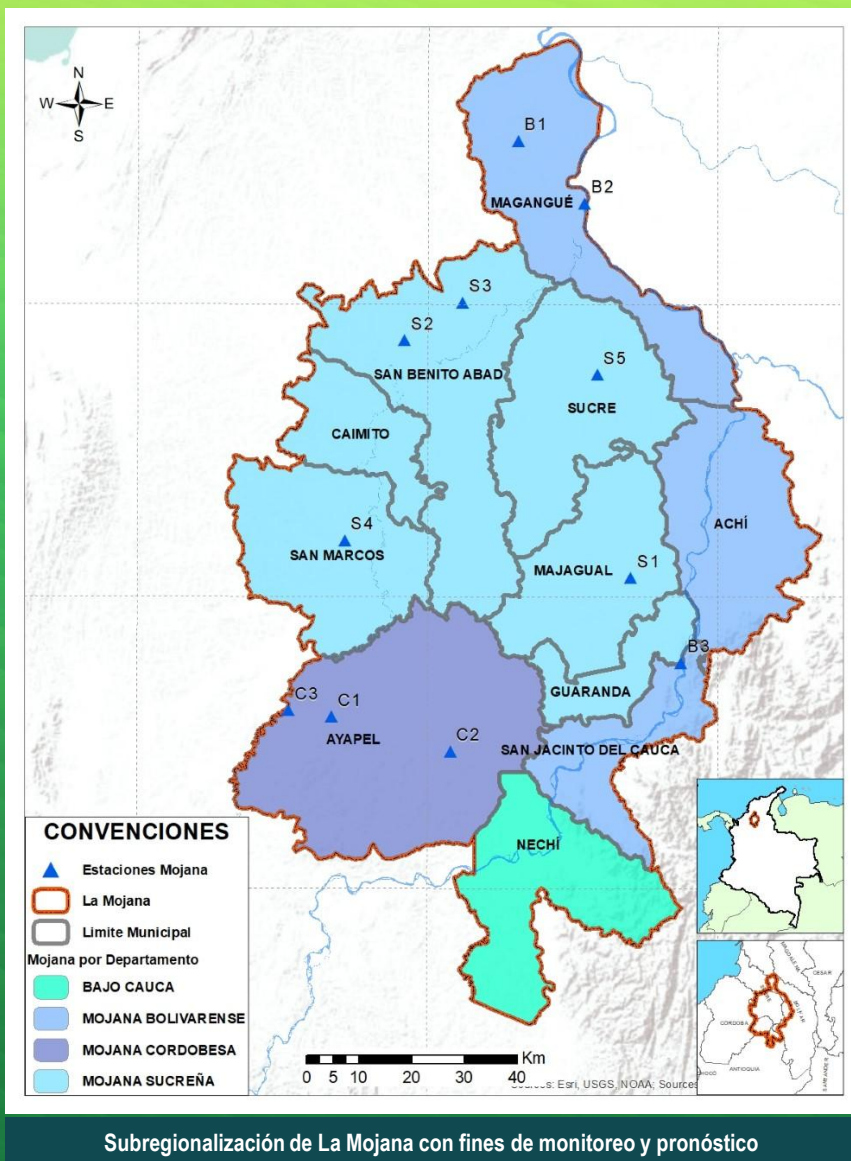 N
W E
S
B1
B2
MAGANGUÉ
S3
S2
SAN BENITO ABAD
S5
SUCRE
CAIMITO
ACHÍ
S4
SAN MARCOS
MAJAGUAL
S1
B3
GUARANDA
C3
C1
AYAPEL
C2
SAN JACINTO DEL CAUCA
NECHÍ
CONVENCIONES
Estaciones Mojana
La Mojana
Limite Municipal
Mojana por Departamento
BAJO CAUCA
MOJANA BOLIVARENSE
MOJANA CORDOBESA
MOJANA SUCREÑA
Km
0 5 10 20 30 40
Sources: Esri, USGS, NOAA; Sources
CESAR
CORDOBA
ANTIOQUIA
Subregionalización de La Mojana con fines de monitoreo y pronóstico